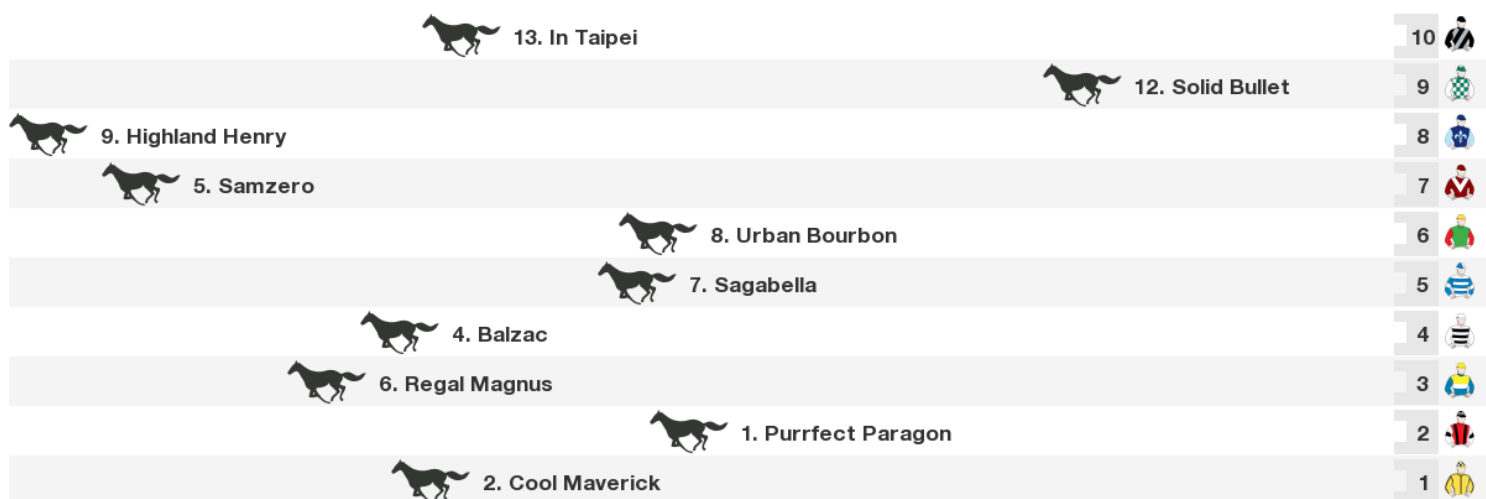 13. In Taipei 10
12. Solid Bullet 9
9. Highland Henry 8
5. Samzero 7
8. Urban Bourbon 6
7. Sagabella 5
4. Balzac 4
6. Regal Magnus 3
1. Purrfect Paragon 2
2. Cool Maverick 1